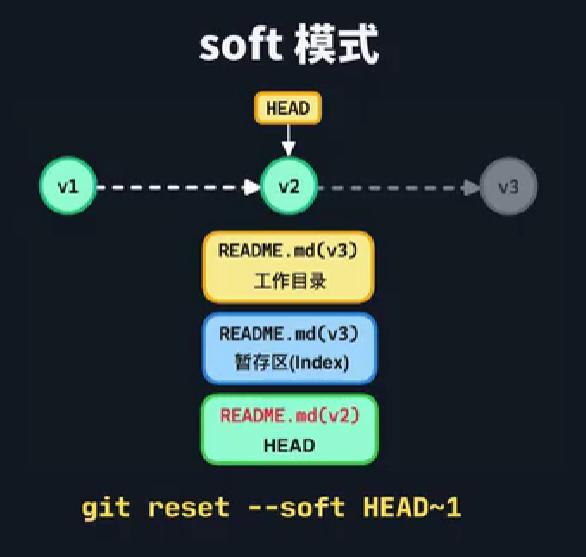 soft 模式
HEAD
v1
v2
v3
README.md(v3)
工作目录
README.md(v3)
暂存区(Index)
README.md(v2)
HEAD
git reset --soft HEAD~1